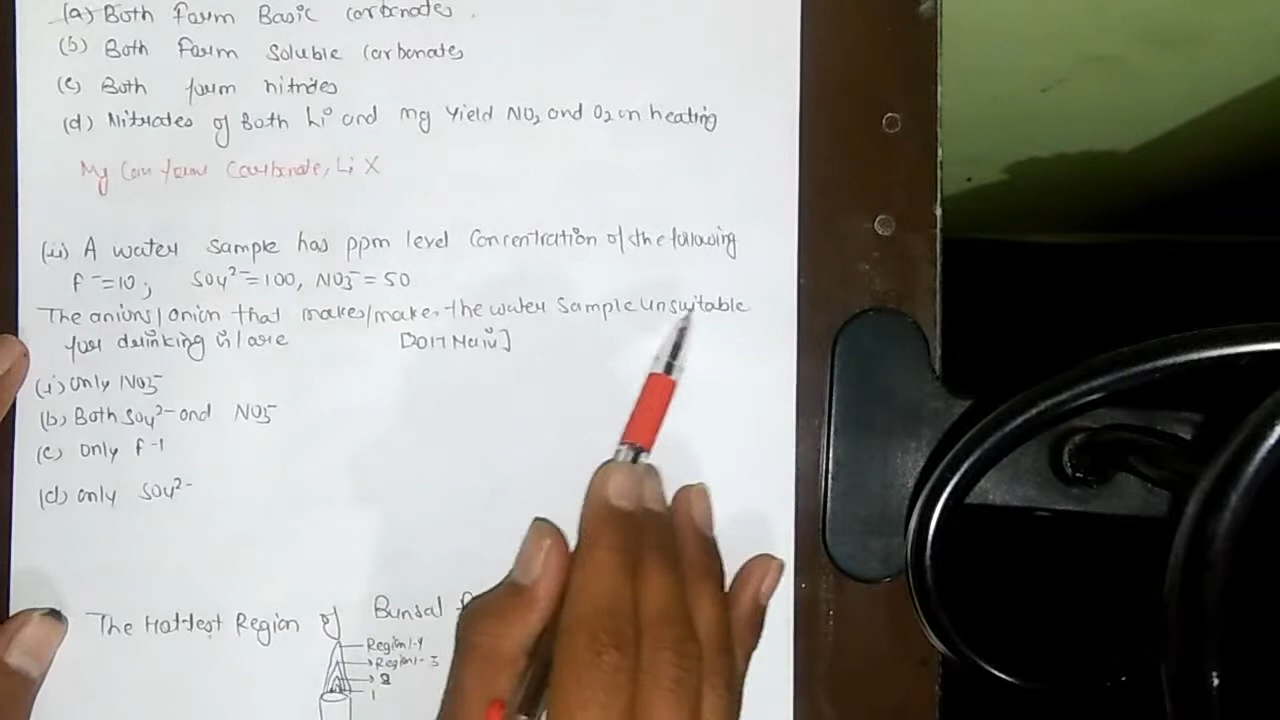 (a) Both form Basic carbonates.
(b) Both form soluble carbonates
(c) Both form nitrides
(d) Nitrates of Both Li and mg Yield NO2 and O2 on heating
Mg Can form Carbonate, Li X
(ii) A water sample has ppm level Concentration of the following
F⁻=10; SO4²⁻=100, NO3⁻=50
The anions/anion that makes/make the water Sample Unsuitable
for drinking is/are [2017 Main]
(i) only NO3⁻
(b) Both SO4²⁻ and NO3⁻
(c) only F-1
(d) only SO4²⁻
The Hottest Region of Bunsal f
Region-4
Region-3
2
1